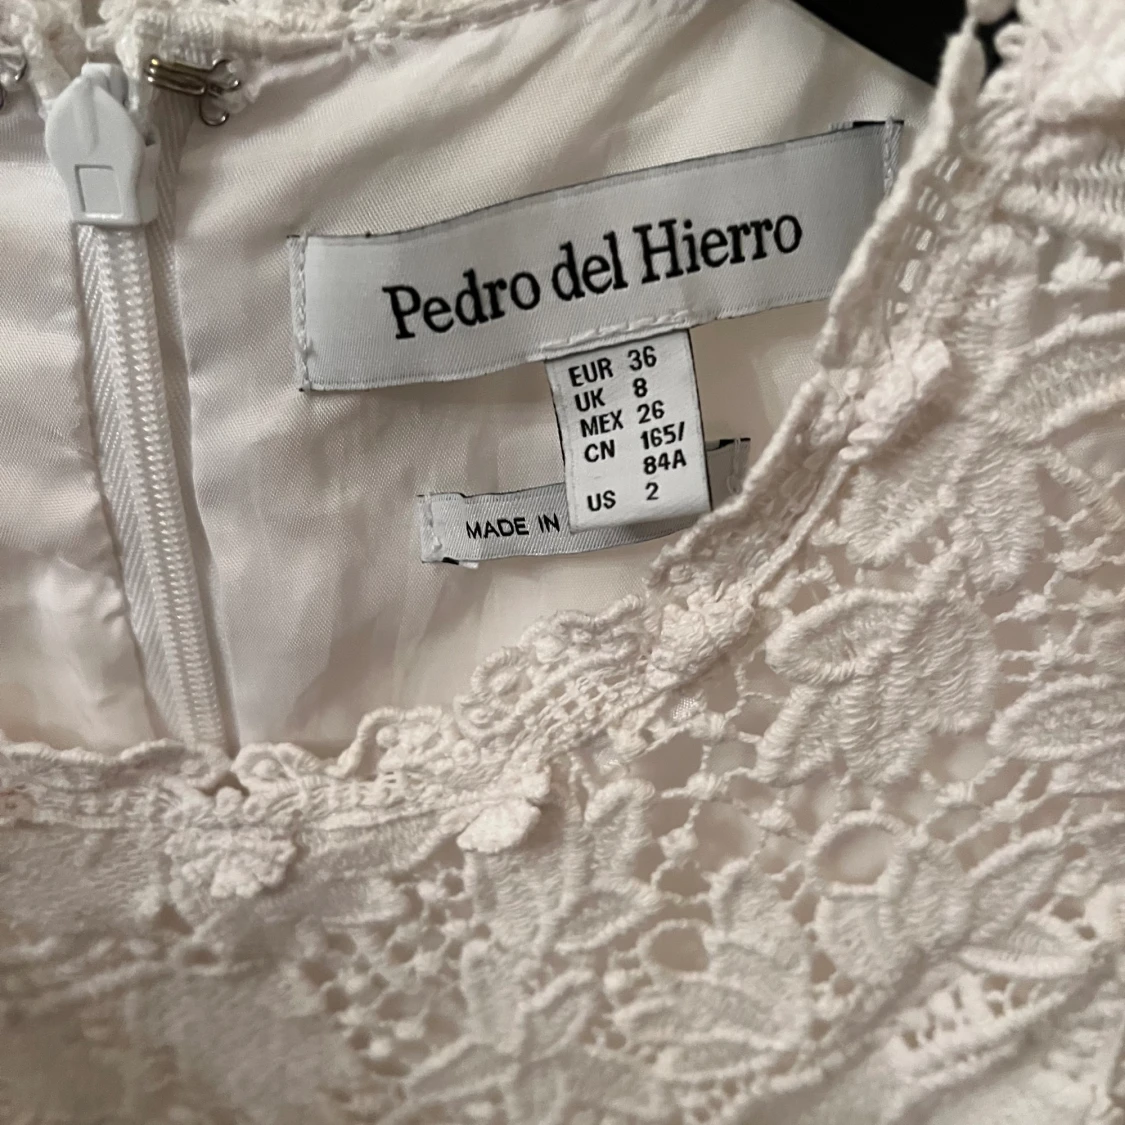 Pedro del Hierro
EUR 36
UK 8
MEX 26
CN 165/
84A
US 2
MADE IN